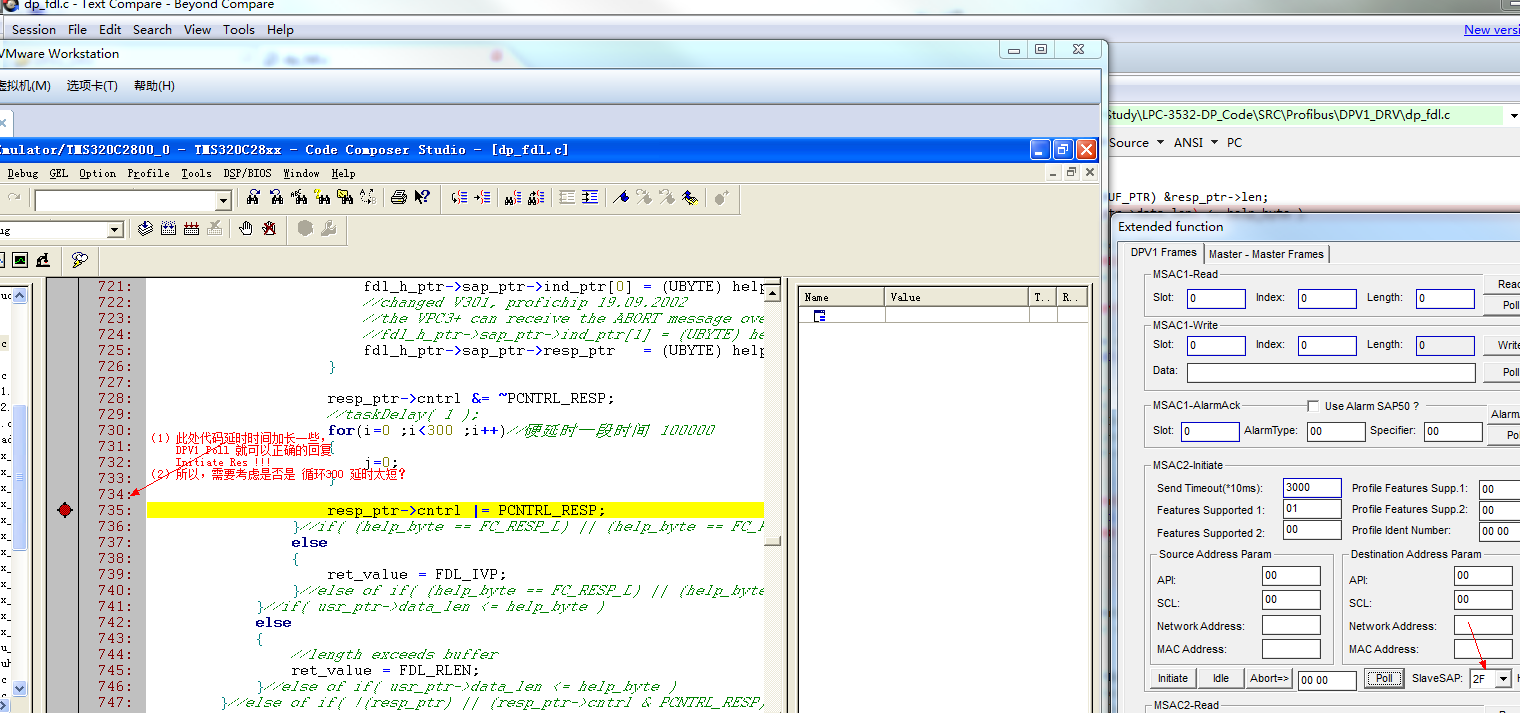 dp_fdl.c - Text Compare - Beyond Compare
Session File Edit Search View Tools Help
New versi
VMware Workstation
虚拟机(M) 选项卡(T) 帮助(H)
Study\LPC-3532-DP_Code\SRC\Profibus\DPV1_DRV\dp_fdl.c
Source ANSI PC
Emulator/TMS320C2800_0 - TMS320C28xx - Code Composer Studio - [dp_fdl.c]
Debug GEL Option Profile Tools DSP/BIOS Window Help
UF_PTR) &resp_ptr->len;
721: fdl_h_ptr->sap_ptr->ind_ptr[0] = (UBYTE) help
722: //changed V301, profichip 19.09.2002
723: //the VPC3+ can receive the ABORT message ove
724: //fdl_h_ptr->sap_ptr->ind_ptr[1] = (UBYTE) he
725: fdl_h_ptr->sap_ptr->resp_ptr = (UBYTE) help
726: }
727:
728: resp_ptr->cntrl &= ~PCNTRL_RESP;
729: //taskDelay( 1 );
730: for(i=0 ;i<300 ;i++)//硬延时一段时间 100000
731: {
732: j=0;
733: }
734:
735: resp_ptr->cntrl |= PCNTRL_RESP;
736: }//if( (help_byte == FC_RESP_L) || (help_byte == FC_F
737: else
738: {
739: ret_value = FDL_IVP;
740: }//else of if( (help_byte == FC_RESP_L) || (help_byte
741: }//if( usr_ptr->data_len <= help_byte )
742: else
743: {
744: //length exceeds buffer
745: ret_value = FDL_RLEN;
746: }//else of if( usr_ptr->data_len <= help_byte )
747: }//else of if( !(resp_ptr) || (resp_ptr->cntrl & PCNTRL_RESP)
(1) 此处代码延时时间加长一些,
DPV1 Poll 就可以正确的回复
Initiate Res !!!
(2)所以,需要考虑是否是 循环300 延时太短?
Name Value T.. R..
Extended function
DPV1 Frames Master - Master Frames
MSAC1-Read
Slot: 0 Index: 0 Length: 0 Read
Poll
MSAC1-Write
Slot: 0 Index: 0 Length: 0 Write
Data: Poll
MSAC1-AlarmAck Use Alarm SAP50 ? Alarm
Slot: 0 AlarmType: 00 Specifier: 00 Pol
MSAC2-Initiate
Send Timeout(*10ms): 3000 Profile Features Supp.1: 00
Features Supported 1: 01 Profile Features Supp.2: 00
Features Supported 2: 00 Profile Ident Number: 00 00
Source Address Param Destination Address Param
API: 00 API: 00
SCL: 00 SCL: 00
Network Address: Network Address:
MAC Address: MAC Address:
Initiate Idle Abort=> 00 00 Poll SlaveSAP: 2F
MSAC2-Read